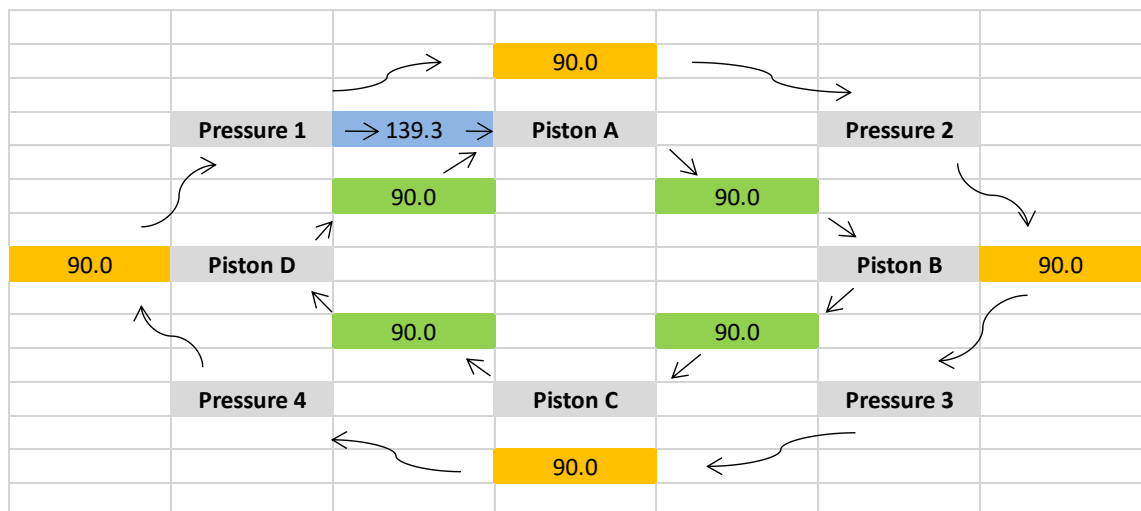 90.0
Pressure 1 139.3 Piston A Pressure 2
90.0 90.0
90.0 Piston D Piston B 90.0
90.0 90.0
Pressure 4 Piston C Pressure 3
90.0